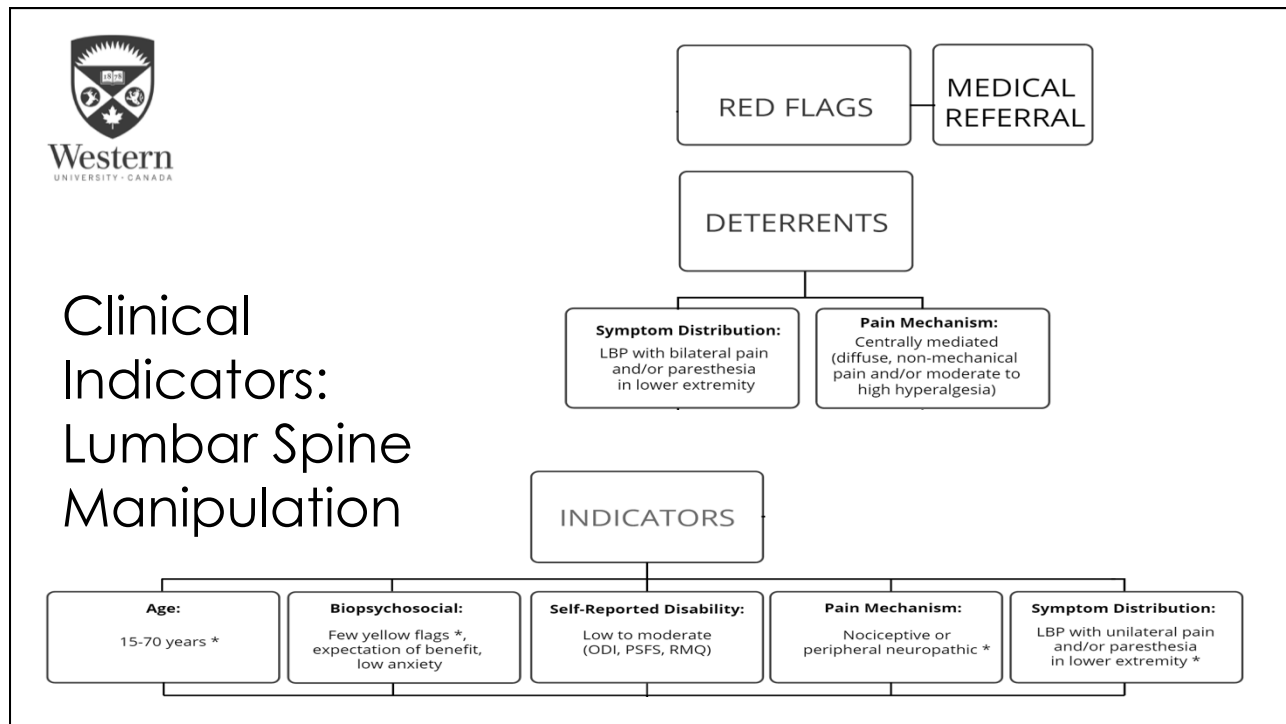 1878
Western
UNIVERSITY · CANADA
Clinical
Indicators:
Lumbar Spine
Manipulation
RED FLAGS
MEDICAL
REFERRAL
DETERRENTS
Symptom Distribution:
LBP with bilateral pain
and/or paresthesia
in lower extremity
Pain Mechanism:
Centrally mediated
(diffuse, non-mechanical
pain and/or moderate to
high hyperalgesia)
INDICATORS
Age:
15-70 years *
Biopsychosocial:
Few yellow flags *,
expectation of benefit,
low anxiety
Self-Reported Disability:
Low to moderate
(ODI, PSFS, RMQ)
Pain Mechanism:
Nociceptive or
peripheral neuropathic *
Symptom Distribution:
LBP with unilateral pain
and/or paresthesia
in lower extremity *